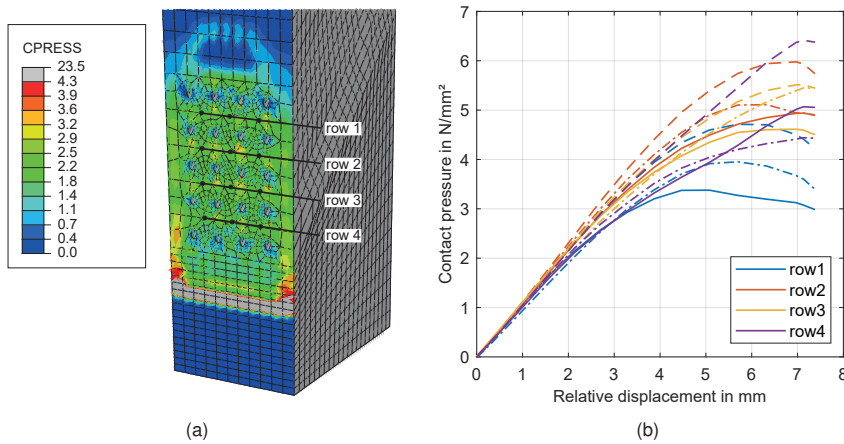 CPRESS
23.5
4.3
3.9
3.6
3.2
2.9
2.5
2.2
1.8
1.4
1.1
0.7
0.4
0.0
row 1
row 2
row 3
row 4
(a)
Contact pressure in N/mm²
7
6
5
4
3
2
1
0
0 1 2 3 4 5 6 7 8
Relative displacement in mm
row1
row2
row3
row4
(b)